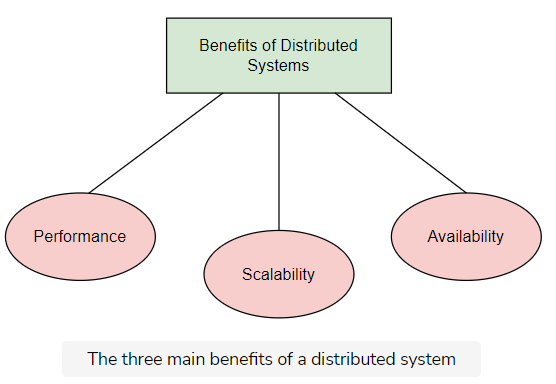 Benefits of Distributed
Systems
Performance
Scalability
Availability
The three main benefits of a distributed system